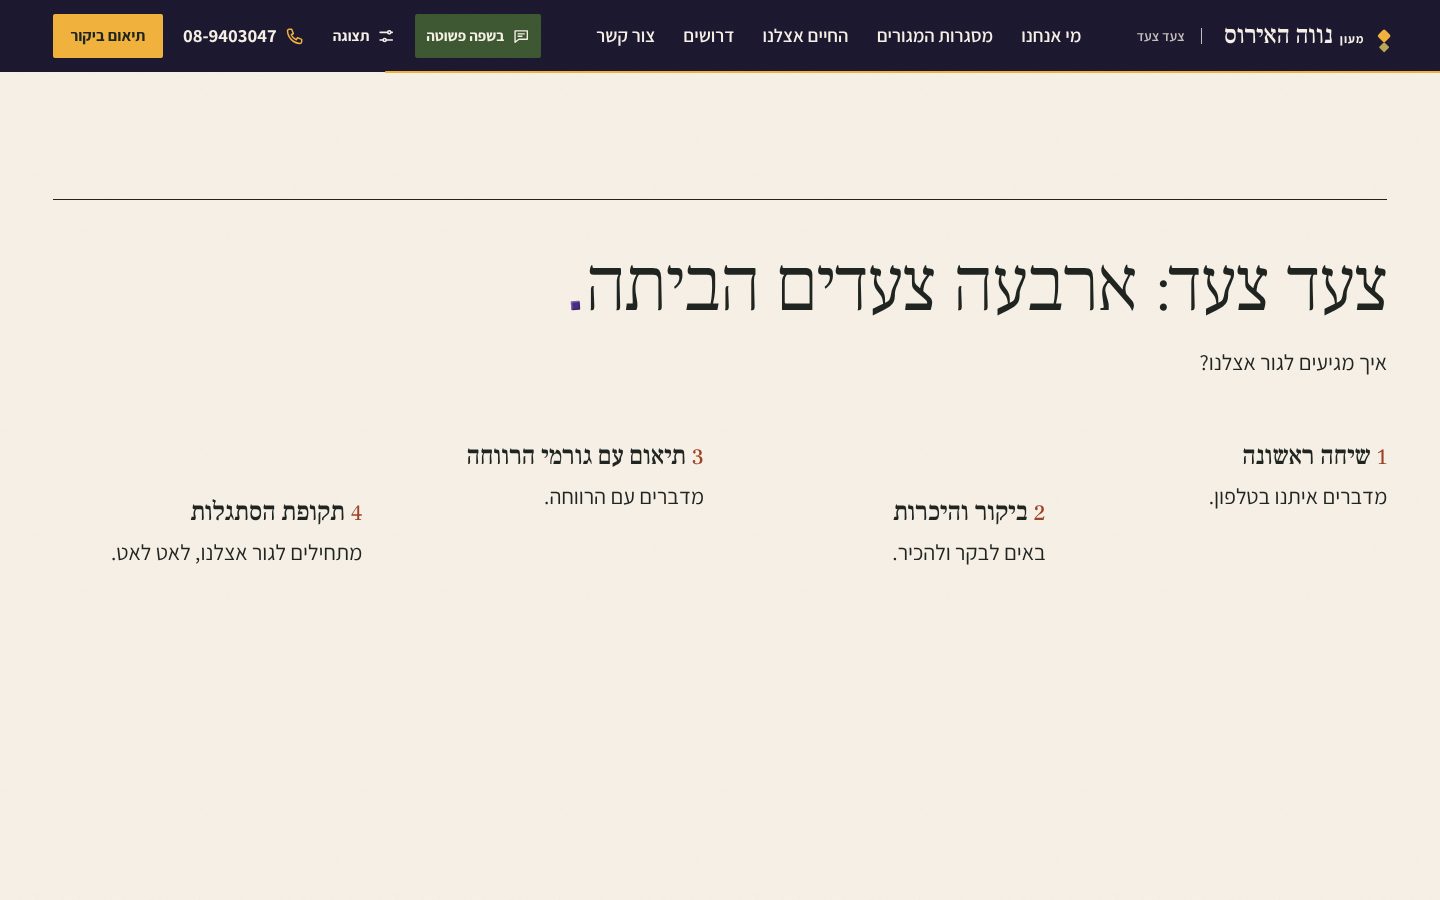 מעון נווה האירוס
צעד צעד
מי אנחנו
מסגרות המגורים
החיים אצלנו
דרושים
צור קשר
בשפה פשוטה
תצוגה
08-9403047
תיאום ביקור
צעד צעד: ארבעה צעדים הביתה.
איך מגיעים לגור אצלנו?
1 שיחה ראשונה
מדברים איתנו בטלפון.
2 ביקור והיכרות
באים לבקר ולהכיר.
3 תיאום עם גורמי הרווחה
מדברים עם הרווחה.
4 תקופת הסתגלות
מתחילים לגור אצלנו, לאט לאט.